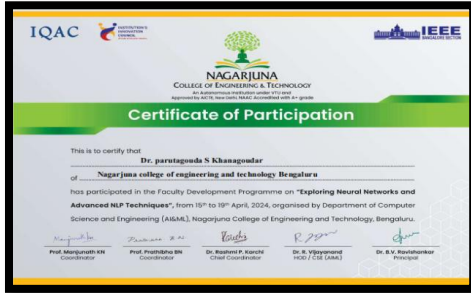 IQAC
INSTITUTION'S
INNOVATION
COUNCIL
IEEE
BANGALORE SECTION
NAGARJUNA
COLLEGE OF ENGINEERING & TECHNOLOGY
An Autonomous Institution under VTU and
Approved by AICTE, New Delhi, NAAC Accredited with A+ grade
Certificate of Participation
This is to certify that
Dr. parutagouda S Khanagoudar
of Nagarjuna college of engineering and technology Bengaluru
has participated in the Faculty Development Programme on "Exploring Neural Networks and
Advanced NLP Techniques", from 15th to 19th April, 2024, organised by Department of Computer
Science and Engineering (AI&ML), Nagarjuna College of Engineering and Technology, Bengaluru.
Prof. Manjunath KN Prof. Prathibha BN Dr. Rashmi P. Karchi Dr. R. Vijayanand Dr. B.V. Ravishankar
Coordinator Coordinator Chief Coordinator HOD / CSE (AIML) Principal